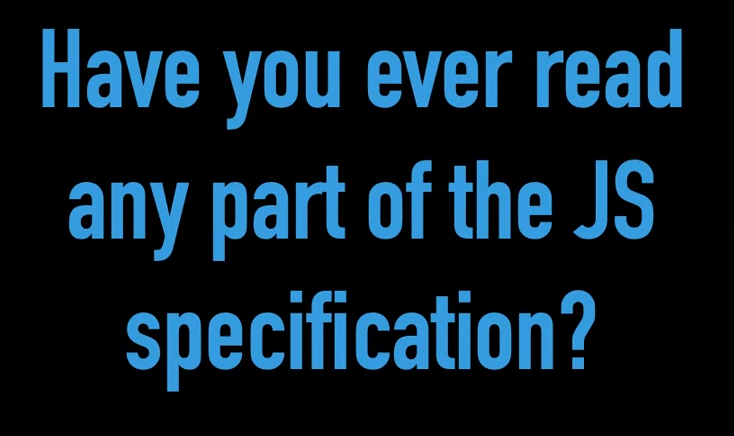 Have you ever read
any part of the JS
specification?